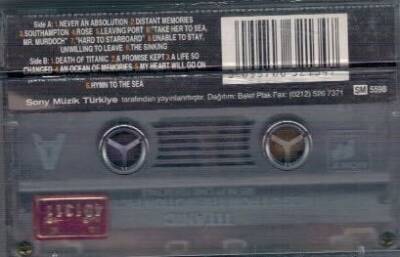 Side A: 1.NEVER AN ABSOLUTION 2.DISTANT MEMORIES
3.SOUTHAMPTON 4.ROSE 5.LEAVING PORT 6."TAKE HER TO SEA,
MR. MURDOCH" 7."HARD TO STARBOARD" 8.UNABLE TO STAY,
UNWILLING TO LEAVE 9.THE SINKING
Side B: 1.DEATH OF TITANIC 2.A PROMISE KEPT 3.A LIFE SO
CHANGED 4.AN OCEAN OF MEMORIES 5.MY HEART WILL GO ON
6.HYMN TO THE SEA
Sony Müzik Türkiye tarafından yayınlanmıştır. Dağıtım: Balet Plak Fax: (0212) 526 7371
SM 5598
A
TITANIC